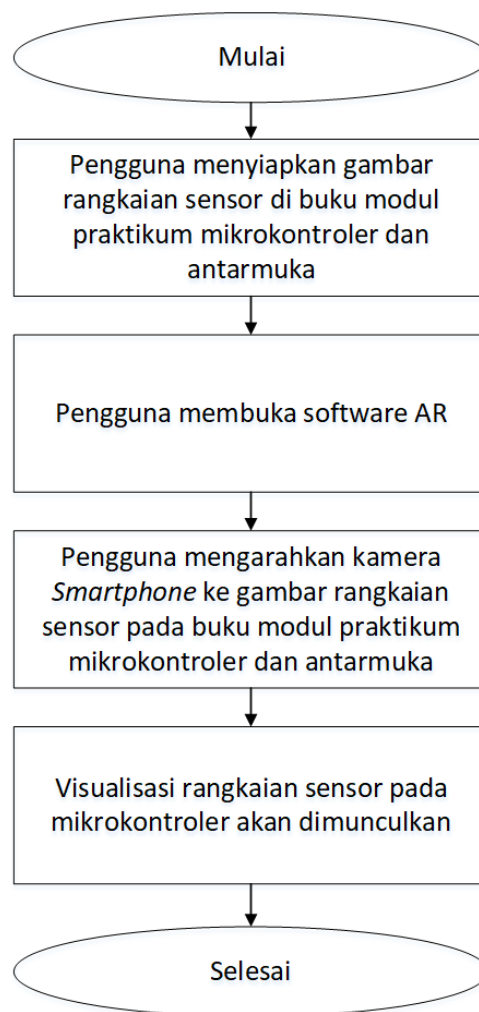 Mulai
Pengguna menyiapkan gambar
rangkaian sensor di buku modul
praktikum mikrokontroler dan
antarmuka
Pengguna membuka software AR
Pengguna mengarahkan kamera
Smartphone ke gambar rangkaian
sensor pada buku modul praktikum
mikrokontroler dan antarmuka
Visualisasi rangkaian sensor pada
mikrokontroler akan dimunculkan
Selesai